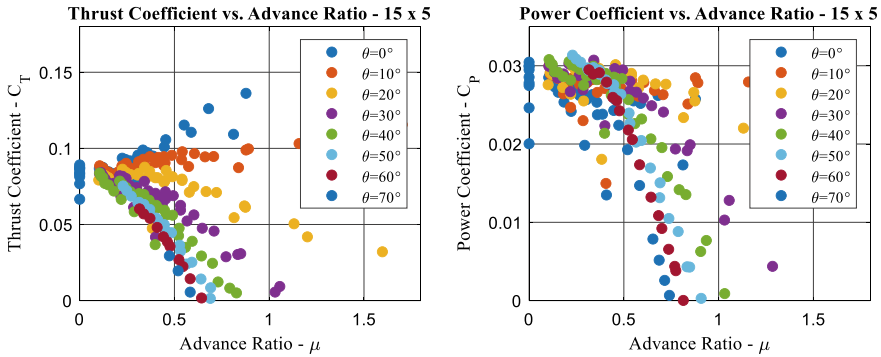 Thrust Coefficient vs. Advance Ratio - 15 x 5
Thrust Coefficient - C_T
0.15
0.1
0.05
0
0
0.5
1
1.5
Advance Ratio - μ
θ=0°
θ=10°
θ=20°
θ=30°
θ=40°
θ=50°
θ=60°
θ=70°
Power Coefficient vs. Advance Ratio - 15 x 5
Power Coefficient - C_P
0.03
0.02
0.01
0
0
0.5
1
1.5
Advance Ratio - μ
θ=0°
θ=10°
θ=20°
θ=30°
θ=40°
θ=50°
θ=60°
θ=70°